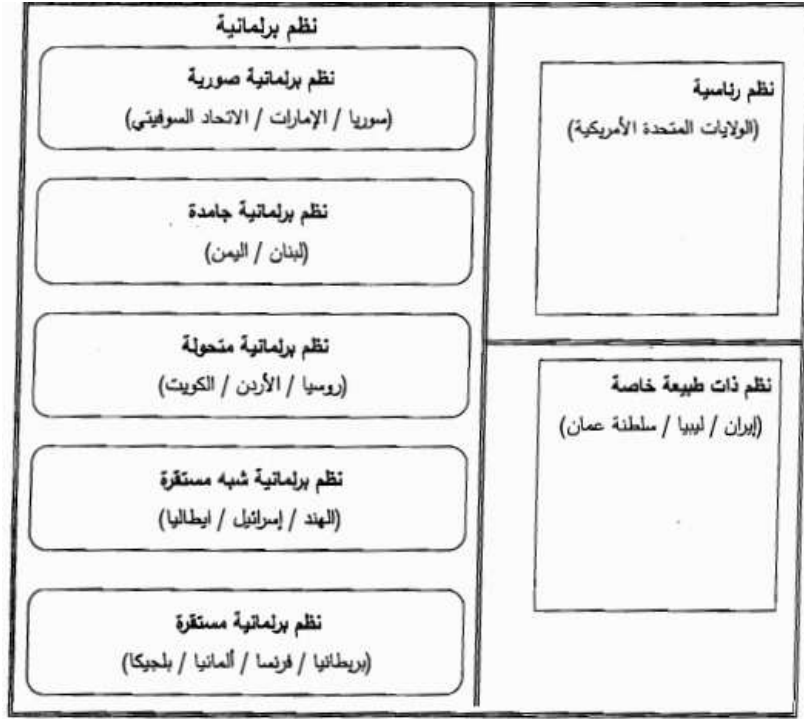 نظم رئاسية
(الولايات المتحدة الأمريكية)
نظم ذات طبيعة خاصة
(إيران / ليبيا / سلطنة عمان)
نظم برلمانية
نظم برلمانية صورية
(سوريا / الإمارات / الاتحاد السوفيتي)
نظم برلمانية جامدة
(لبنان / اليمن)
نظم برلمانية متحولة
(روسيا / الأردن / الكويت)
نظم برلمانية شبه مستقرة
(الهند / إسرائيل / ايطاليا)
نظم برلمانية مستقرة
(بريطانيا / فرنسا / ألمانيا / بلجيكا)